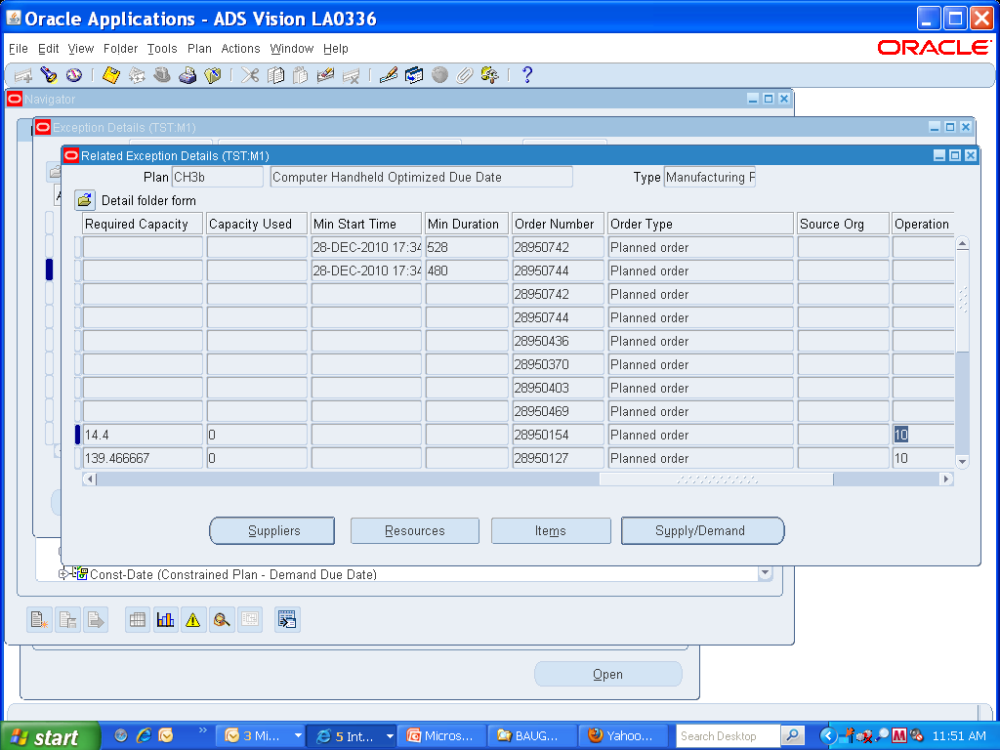 Oracle Applications - ADS Vision LA0336
File Edit View Folder Tools Plan Actions Window Help
ORACLE
Navigator
Exception Details (TST:M1)
Related Exception Details (TST:M1)
Plan CH3b Computer Handheld Optimized Due Date Type Manufacturing F
Detail folder form
Required Capacity Capacity Used Min Start Time Min Duration Order Number Order Type Source Org Operation
28-DEC-2010 17:34 528 28950742 Planned order
28-DEC-2010 17:34 480 28950744 Planned order
28950742 Planned order
28950744 Planned order
28950436 Planned order
28950370 Planned order
28950403 Planned order
28950469 Planned order
14.4 0 28950154 Planned order 10
139.466667 0 28950127 Planned order 10
Suppliers Resources Items Supply/Demand
Const-Date (Constrained Plan - Demand Due Date)
Open
start 3 Mi... 5 Int... Micros... BAUG... Yahoo... Search Desktop 11:51 AM